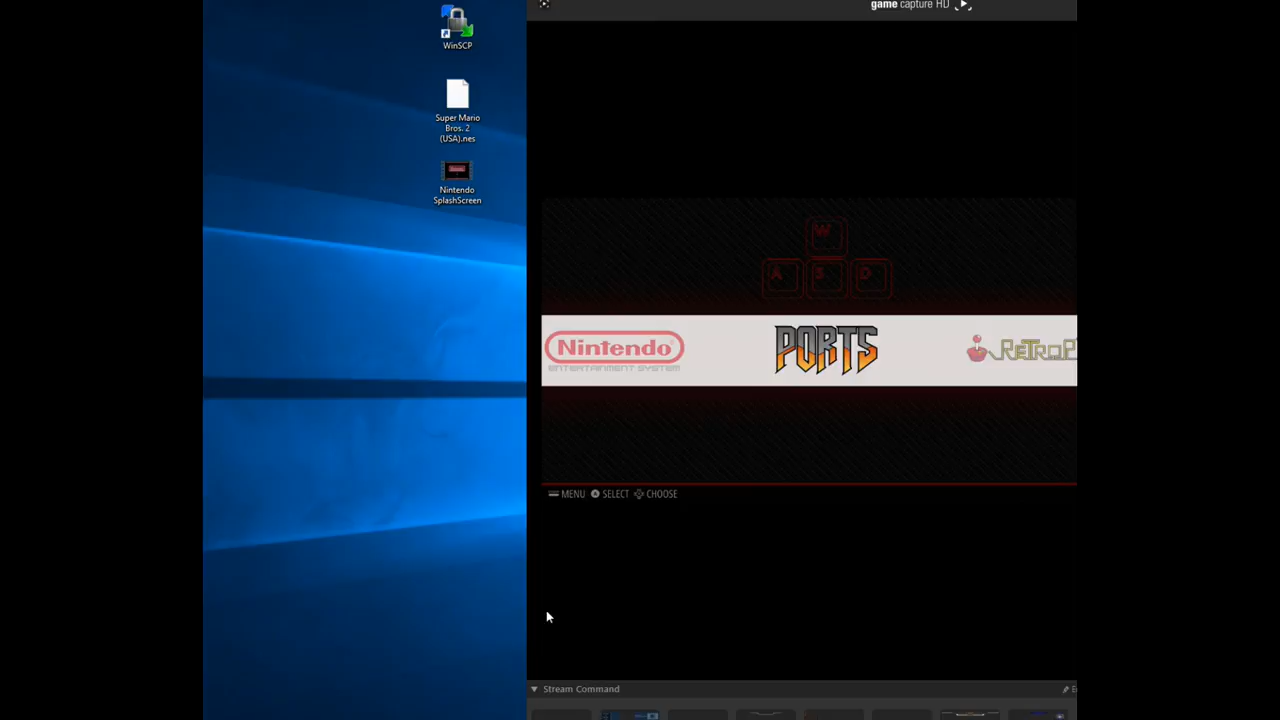 WinSCP
Super Mario
Bros. 2
(USA).nes
Nintendo
SplashScreen
game capture HD
W
A S D
Nintendo
ENTERTAINMENT SYSTEM
PORTS
RETROP
MENU A SELECT CHOOSE
Stream Command